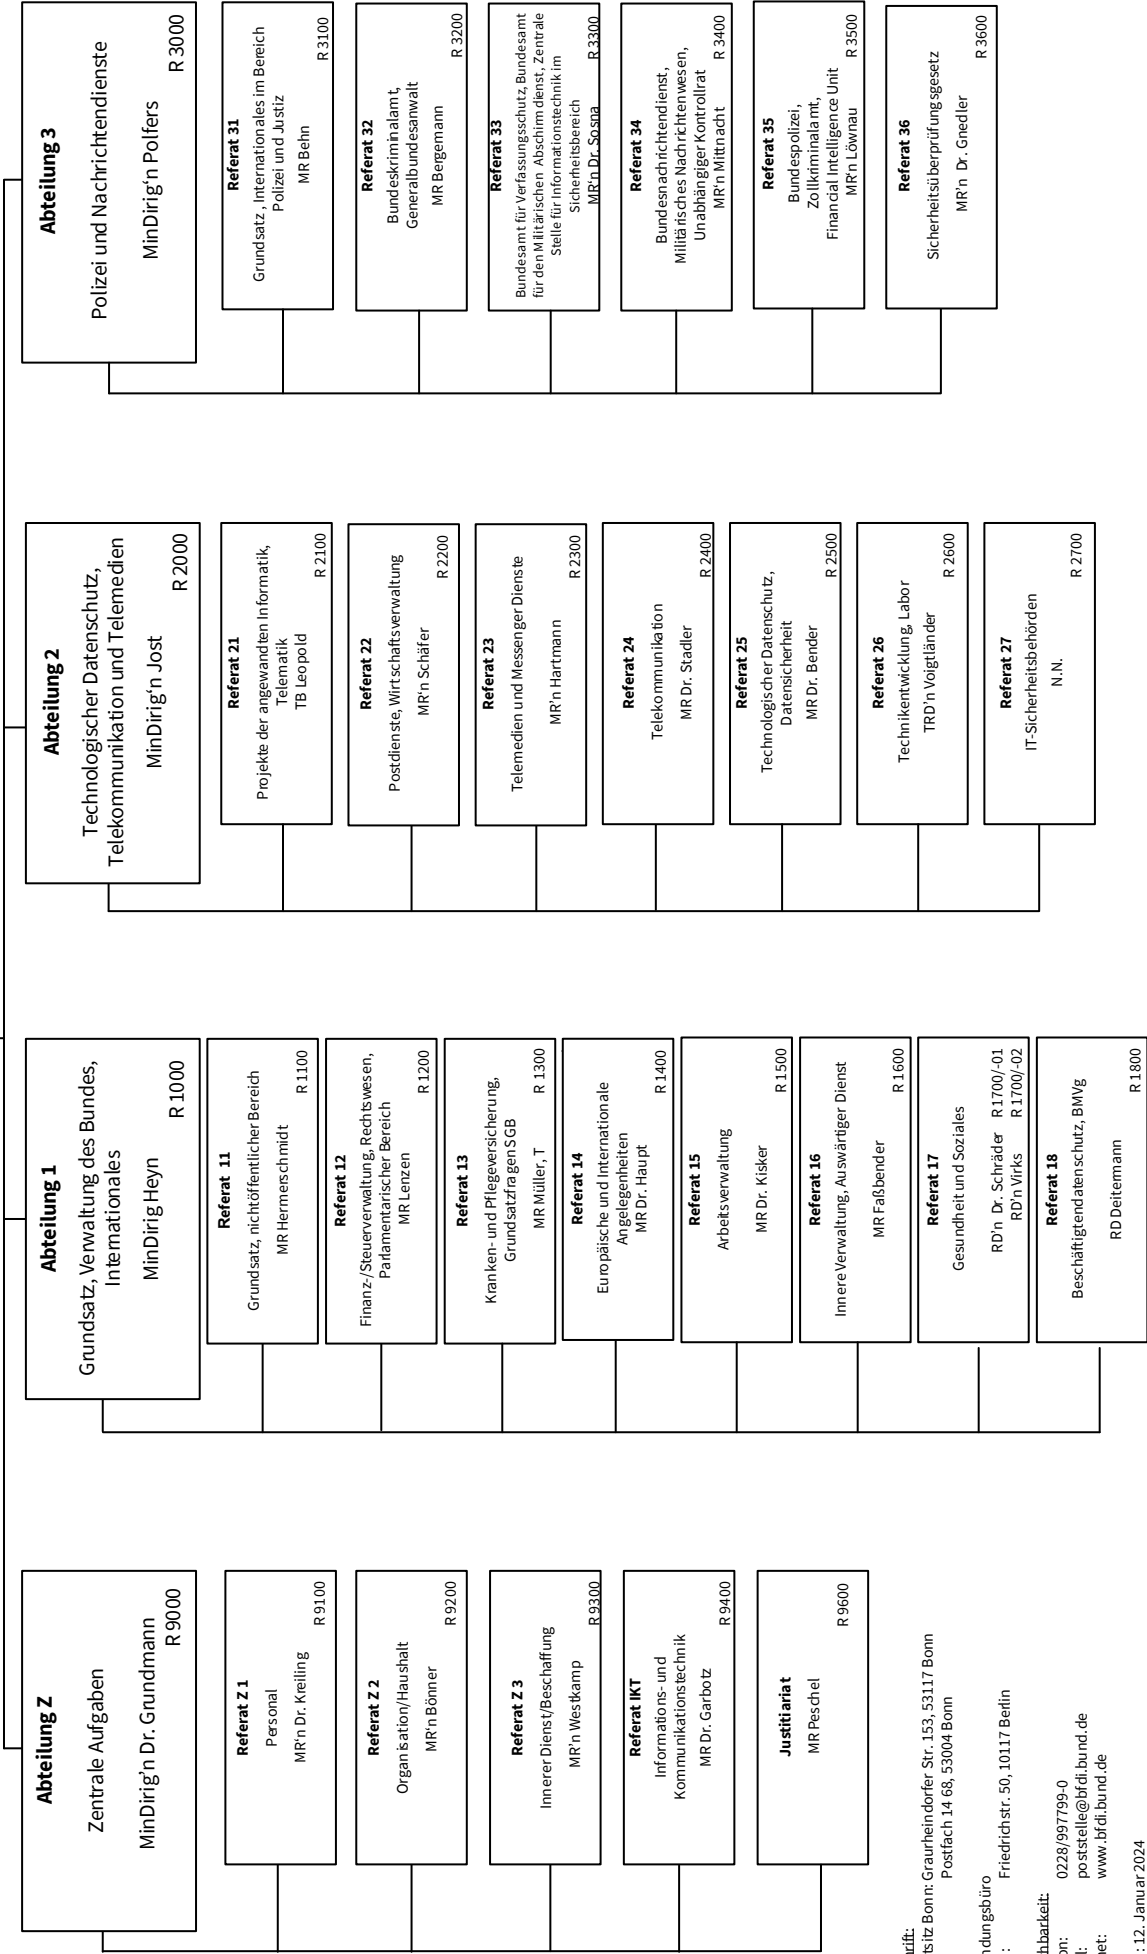 Abteilung Z
Zentrale Aufgaben
MinDirig'n Dr. Grundmann
R 9000
Referat Z 1
Personal
MR'n Dr. Kreiling
R 9100
Referat Z 2
Organisation/Haushalt
MR'n Bönner
R 9200
Referat Z 3
Innerer Dienst/Beschaffung
MR'n Westkamp
R 9300
Referat IKT
Informations- und
Kommunikationstechnik
MR Dr. Garbotz
R 9400
Justitiariat
MR Peschel
R 9600
Abteilung 1
Grundsatz, Verwaltung des Bundes,
Internationales
MinDirig Heyn
R 1000
Referat 11
Grundsatz, nichtöffentlicher Bereich
MR Hermerschmidt
R 1100
Referat 12
Finanz-/Steuerverwaltung, Rechtswesen,
Parlamentarischer Bereich
MR Lenzen
R 1200
Referat 13
Kranken- und Pflegeversicherung,
Grundsatzfragen SGB
MR Müller, T
R 1300
Referat 14
Europäische und Internationale
Angelegenheiten
MR Dr. Haupt
R 1400
Referat 15
Arbeitsverwaltung
MR Dr. Kisker
R 1500
Referat 16
Innere Verwaltung, Auswärtiger Dienst
MR Faßbender
R 1600
Referat 17
Gesundheit und Soziales
RD'n Dr. Schräder R 1700/-01
RD'n Virks R 1700/-02
Referat 18
Beschäftigtendatenschutz, BMVg
RD Deitermann
R 1800
Abteilung 2
Technologischer Datenschutz,
Telekommunikation und Telemedien
MinDirig'n Jost
R 2000
Referat 21
Projekte der angewandten Informatik,
Telematik
TB Leopold
R 2100
Referat 22
Postdienste, Wirtschaftsverwaltung
MR'n Schäfer
R 2200
Referat 23
Telemedien und Messenger Dienste
MR'n Hartmann
R 2300
Referat 24
Telekommunikation
MR Dr. Stadler
R 2400
Referat 25
Technologischer Datenschutz,
Datensicherheit
MR Dr. Bender
R 2500
Referat 26
Technikentwicklung, Labor
TRD'n Voigtländer
R 2600
Referat 27
IT-Sicherheitsbehörden
N.N.
R 2700
Abteilung 3
Polizei und Nachrichtendienste
MinDirig'n Polfers
R 3000
Referat 31
Grundsatz, Internationales im Bereich
Polizei und Justiz
MR Behn
R 3100
Referat 32
Bundeskriminalamt,
Generalbundesanwalt
MR Bergemann
R 3200
Referat 33
Bundesamt für Verfassungsschutz, Bundesamt
für den Militärischen Abschirmdienst, Zentrale
Stelle für Informationstechnik im
Sicherheitsbereich
MR'n Dr. Sosna R 3300
Referat 34
Bundesnachrichtendienst,
Militärisches Nachrichtenwesen,
Unabhängiger Kontrollrat
MR'n Mittnacht R 3400
Referat 35
Bundespolizei,
Zollkriminalamt,
Financial Intelligence Unit
MR'n Löwnau R 3500
Referat 36
Sicherheitsüberprüfungsgesetz
MR'n Dr. Gnedler
R 3600
rift:
tsitz Bonn: Graurheindorfer Str. 153, 53117 Bonn
Postfach 14 68, 53004 Bonn
ndungsbüro
: Friedrichstr. 50, 10117 Berlin
hbarkeit:
on: 0228/997799-0
l: poststelle@bfdi.bund.de
net: www.bfdi.bund.de
: 12. Januar 2024